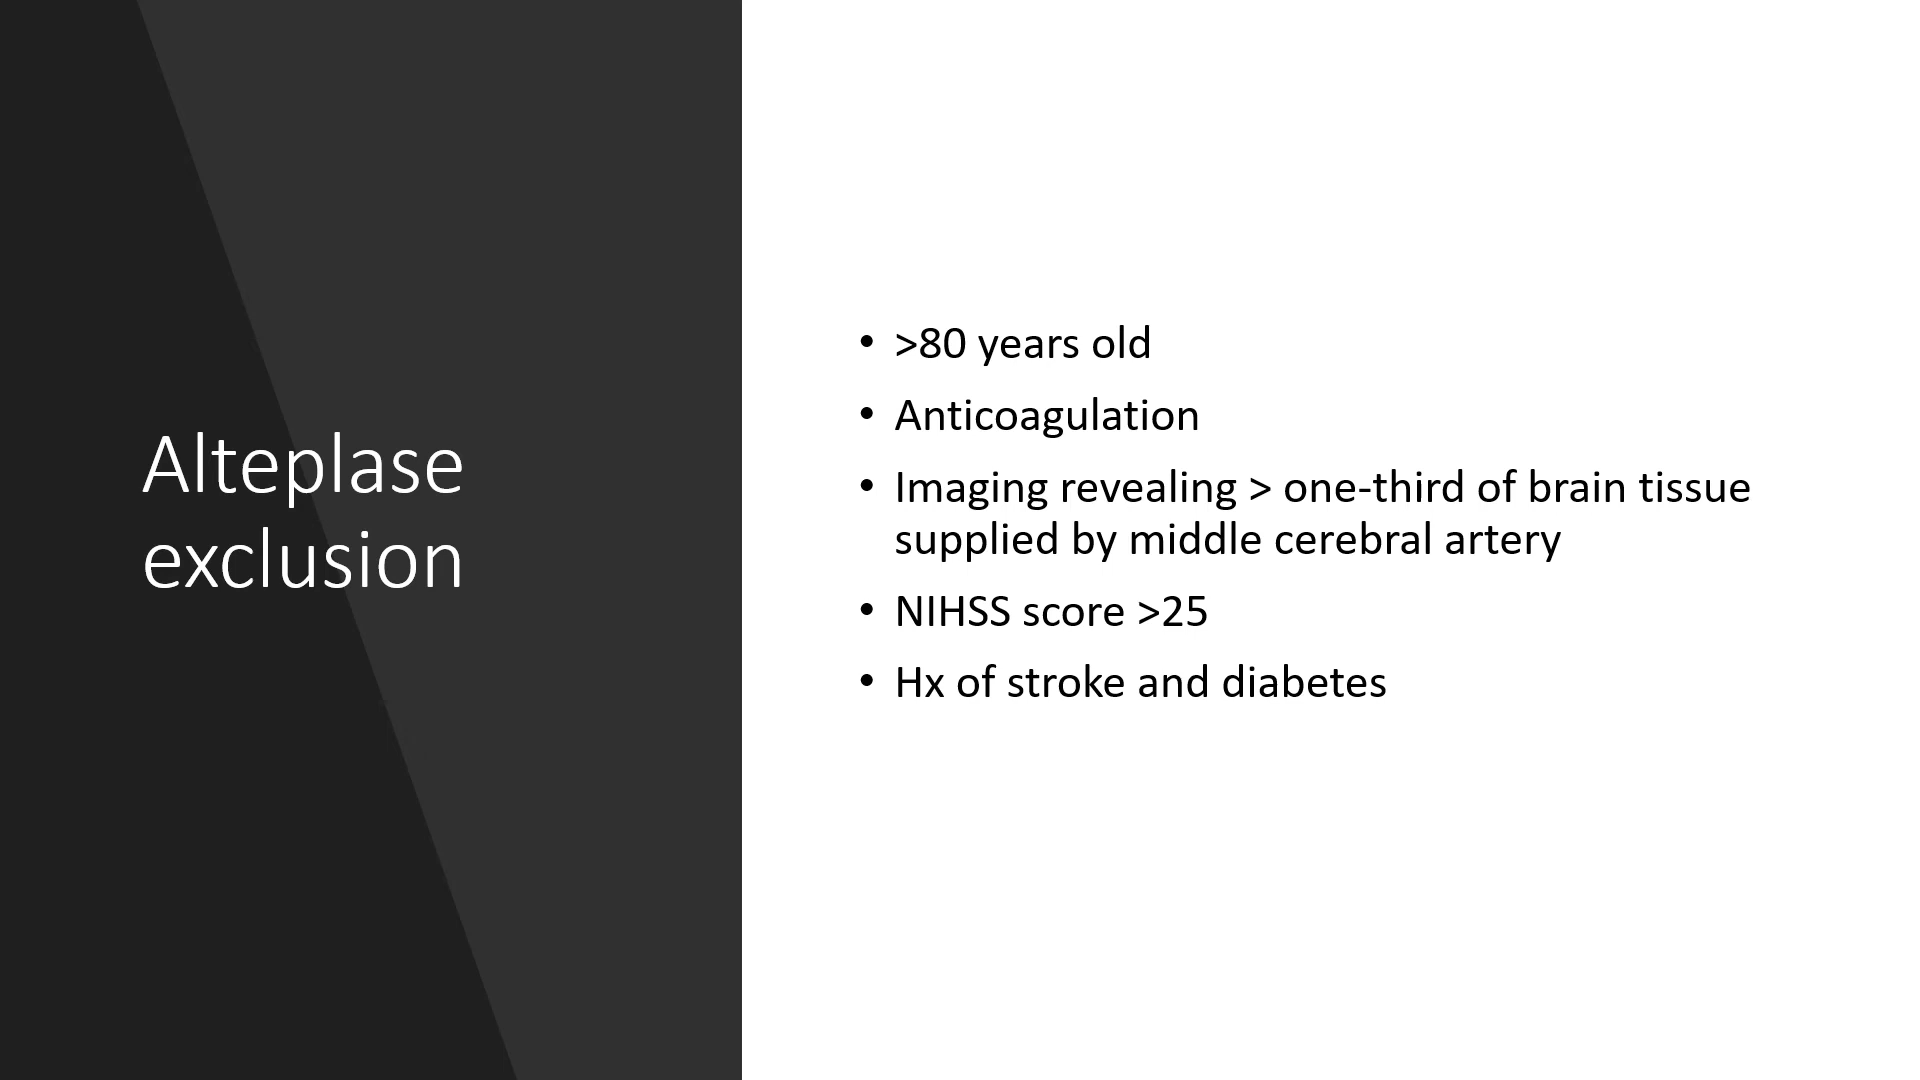 Alteplase
exclusion
• >80 years old
• Anticoagulation
• Imaging revealing > one-third of brain tissue
supplied by middle cerebral artery
• NIHSS score >25
• Hx of stroke and diabetes